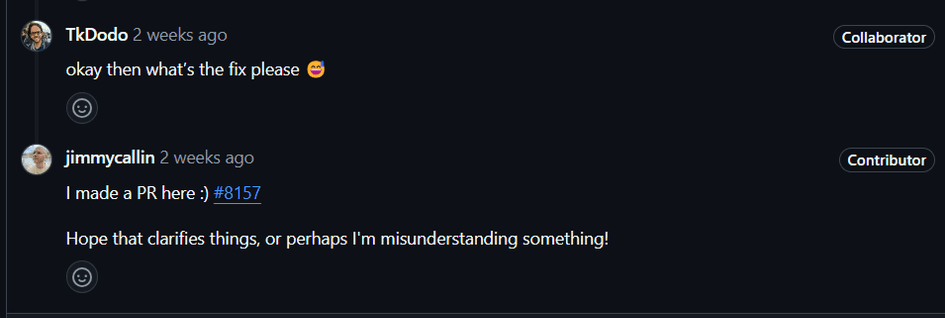 TkDodo 2 weeks ago
Collaborator
okay then what's the fix please 😅
jimmycallin 2 weeks ago
Contributor
I made a PR here :) #8157
Hope that clarifies things, or perhaps I'm misunderstanding something!